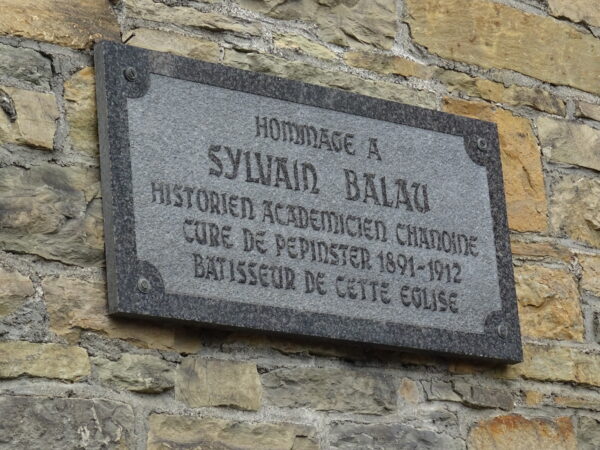 HOMMAGE A
SYLVAIN BALAU
HISTORIEN ACADEMICIEN CHANOINE
CURE DE PEPINSTER 1891-1912
BATISSEUR DE CETTE EGLISE